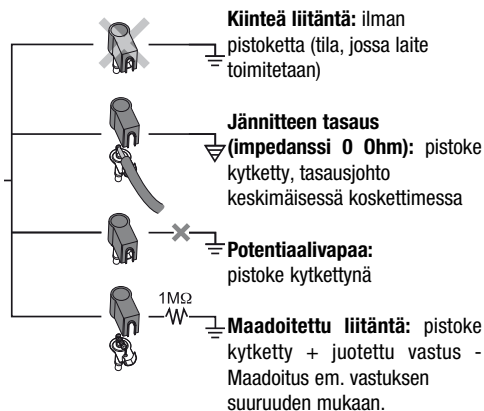 Kiinteä liitäntä: ilman
pistoketta (tila, jossa laite
toimitetaan)
Jännitteen tasaus
(impedanssi 0 Ohm): pistoke
kytketty, tasausjohto
keskimäisessä koskettimessa
Potentiaalivapaa:
pistoke kytkettynä
1MΩ
Maadoitettu liitäntä: pistoke
kytketty + juotettu vastus -
Maadoitus em. vastuksen
suuruuden mukaan.